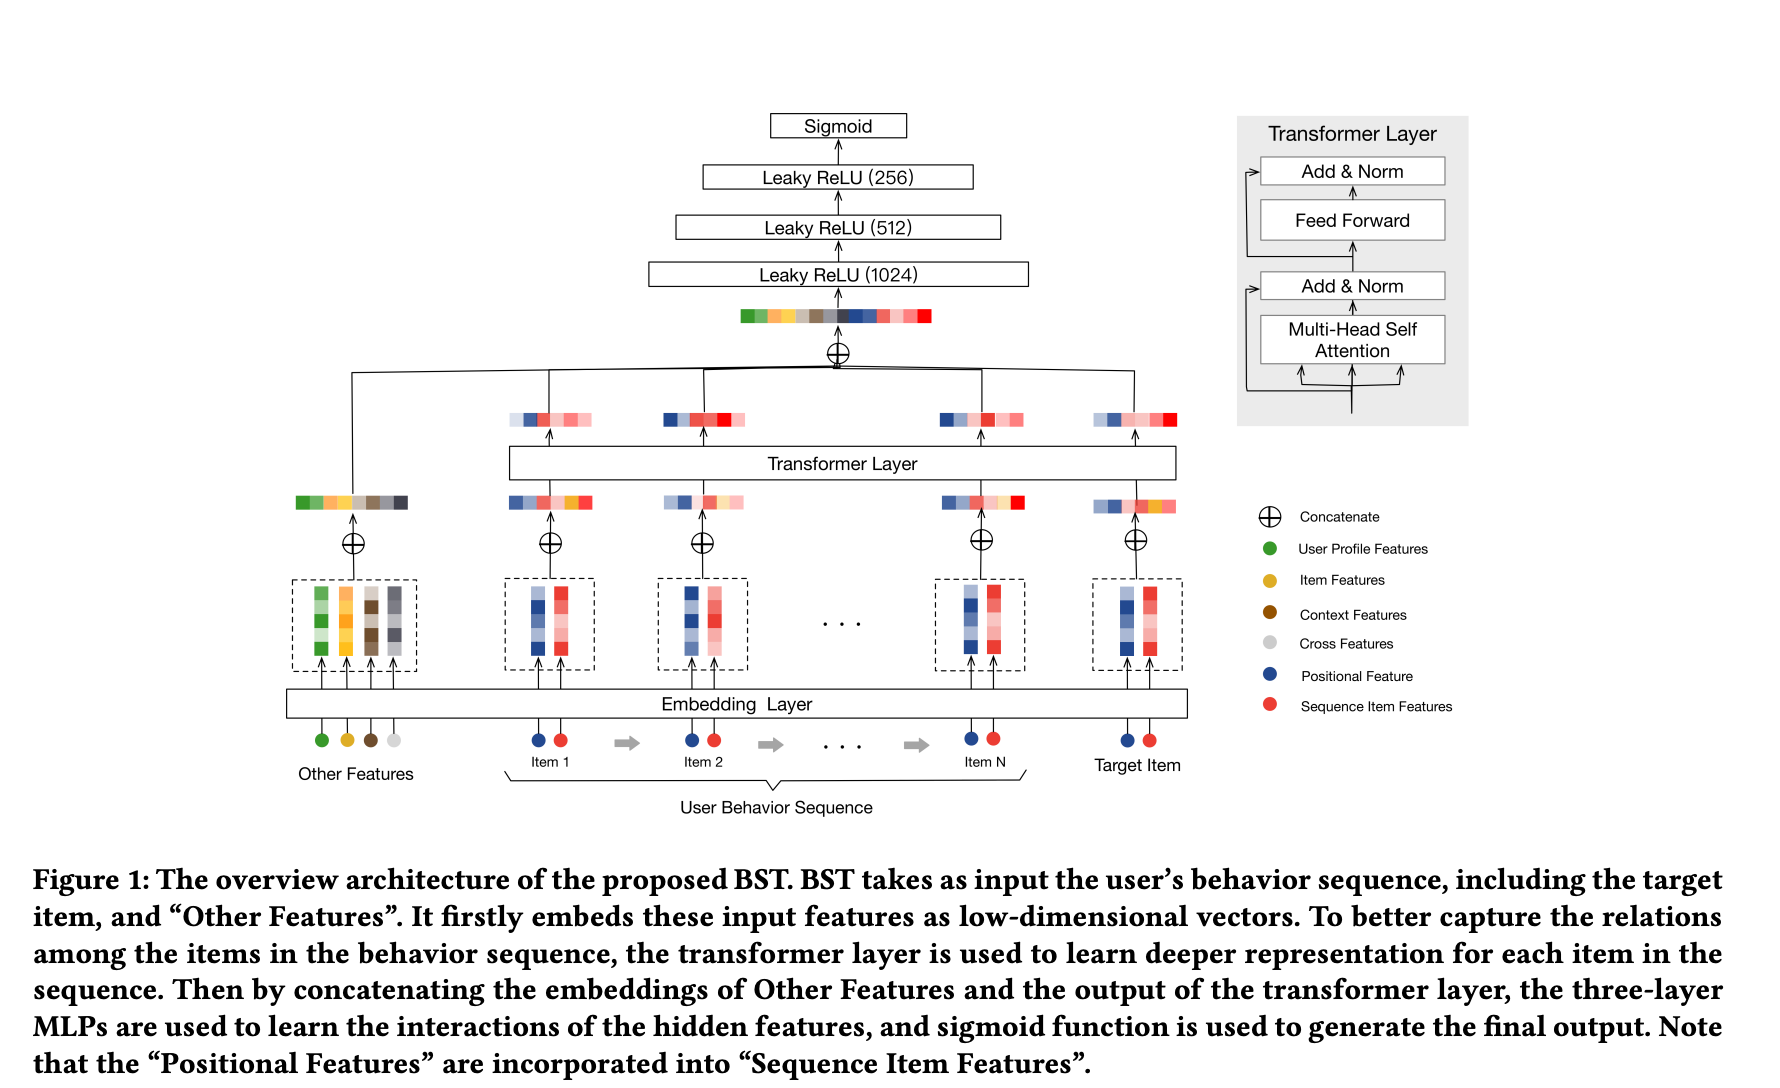 Sigmoid
Leaky ReLU (256)
Leaky ReLU (512)
Leaky ReLU (1024)
Transformer Layer
Embedding Layer
. . .
. . .
Other Features
Item 1
Item 2
Item N
Target Item
User Behavior Sequence
Transformer Layer
Add & Norm
Feed Forward
Add & Norm
Multi-Head Self
Attention
Concatenate
User Profile Features
Item Features
Context Features
Cross Features
Positional Feature
Sequence Item Features
Figure 1: The overview architecture of the proposed BST. BST takes as input the user’s behavior sequence, including the target
item, and “Other Features”. It firstly embeds these input features as low-dimensional vectors. To better capture the relations
among the items in the behavior sequence, the transformer layer is used to learn deeper representation for each item in the
sequence. Then by concatenating the embeddings of Other Features and the output of the transformer layer, the three-layer
MLPs are used to learn the interactions of the hidden features, and sigmoid function is used to generate the final output. Note
that the “Positional Features” are incorporated into “Sequence Item Features”.